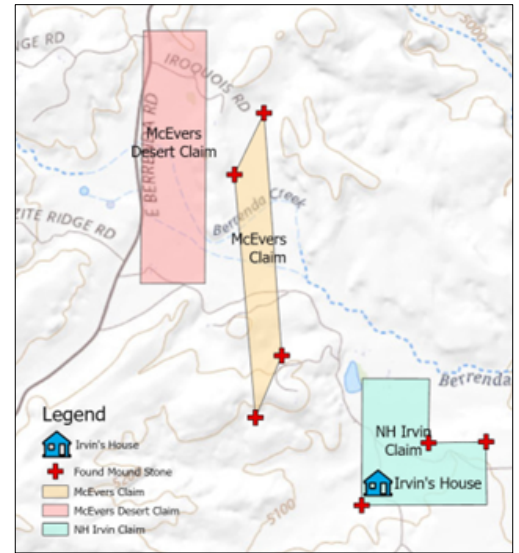 NGE RD
IROQUOIS RD
5000
E BERRENDA RD
McEvers
Desert Claim
ZITE RIDGE RD
Berrenda Creek
McEvers
Claim
Berrenda
NH Irvin
Claim
Irvin's House
5100
Legend
Irvin's House
Found Mound Stone
McEvers Claim
McEvers Desert Claim
NH Irvin Claim